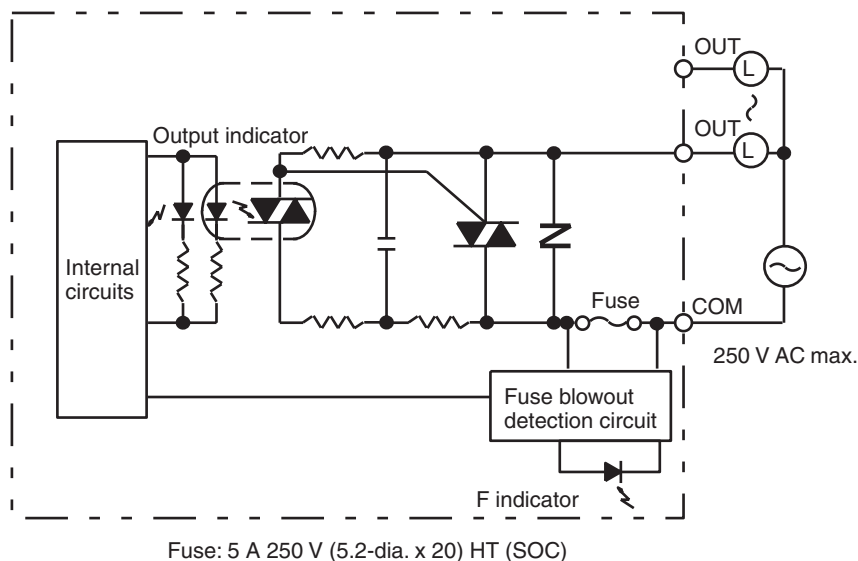 OUT
L
Output indicator
OUT
L
Internal
circuits
Fuse
COM
250 V AC max.
Fuse blowout
detection circuit
F indicator
Fuse: 5 A 250 V (5.2-dia. x 20) HT (SOC)